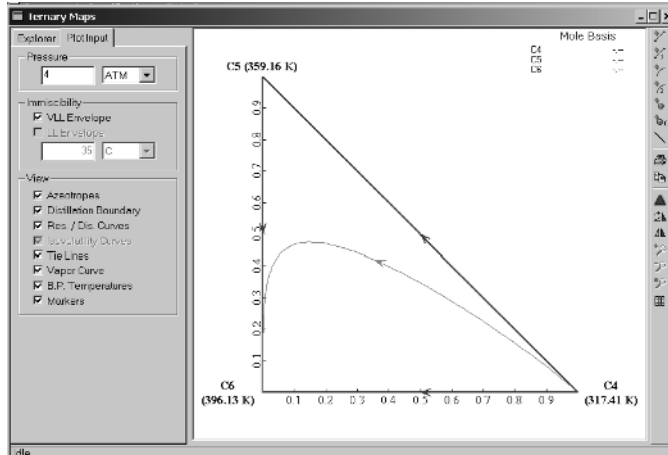 Ternary Maps
Explorer Plot Input
Pressure
4 ATM
Immiscibility
VLL Envelope
LL Envelope
35 C
View
Azeotropes
Distillation Boundary
Res. / Dis. Curves
Isovolatility Curves
Tie Lines
Vapor Curve
B.P. Temperatures
Markers
Mole Basis
C4 -.--
C5 -.--
C6 -.--
C5 (359.16 K)
0.9
0.8
0.7
0.6
0.5
0.4
0.3
0.2
0.1
C6
(396.13 K)
0.1 0.2 0.3 0.4 0.5 0.6 0.7 0.8 0.9
C4
(317.41 K)
Idle